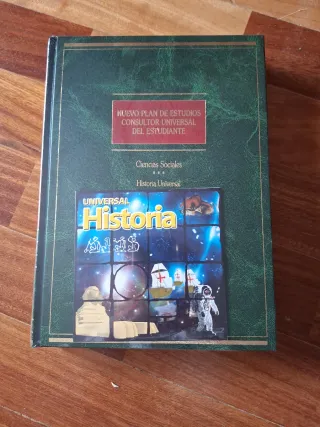 NUEVO PLAN DE ESTUDIOS
CONSULTOR UNIVERSAL
DEL ESTUDIANTE
Ciencias Sociales
***
Historia Universal
UNIVERSAL
Historia